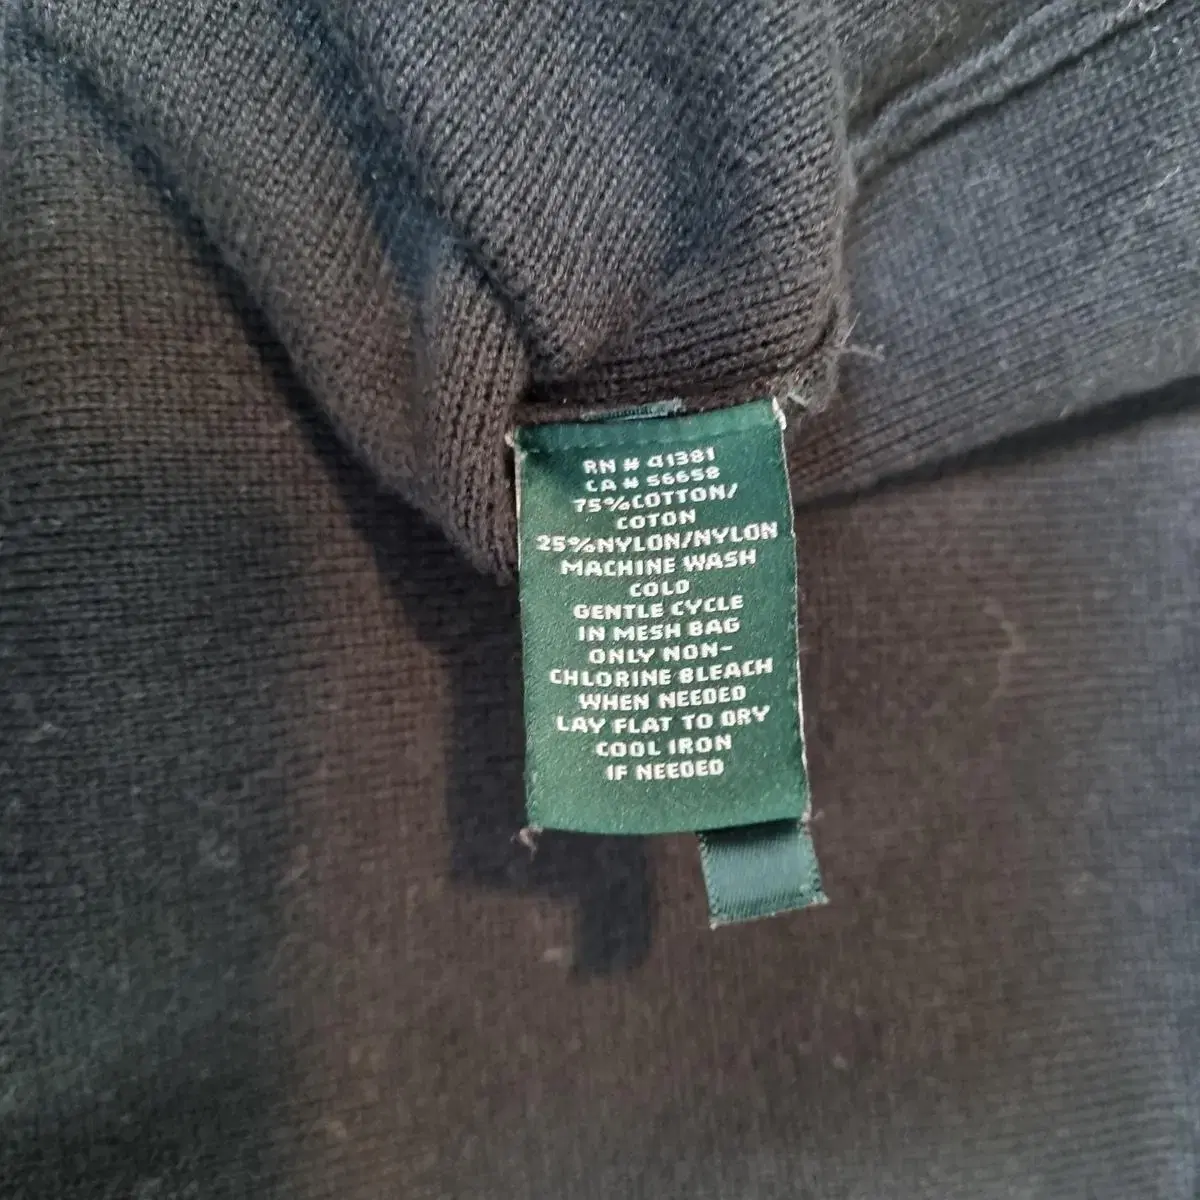 RN # 41381
CA # 56658
75%COTTON/
COTON
25%NYLON/NYLON
MACHINE WASH
COLD
GENTLE CYCLE
IN MESH BAG
ONLY NON-
CHLORINE BLEACH
WHEN NEEDED
LAY FLAT TO DRY
COOL IRON
IF NEEDED